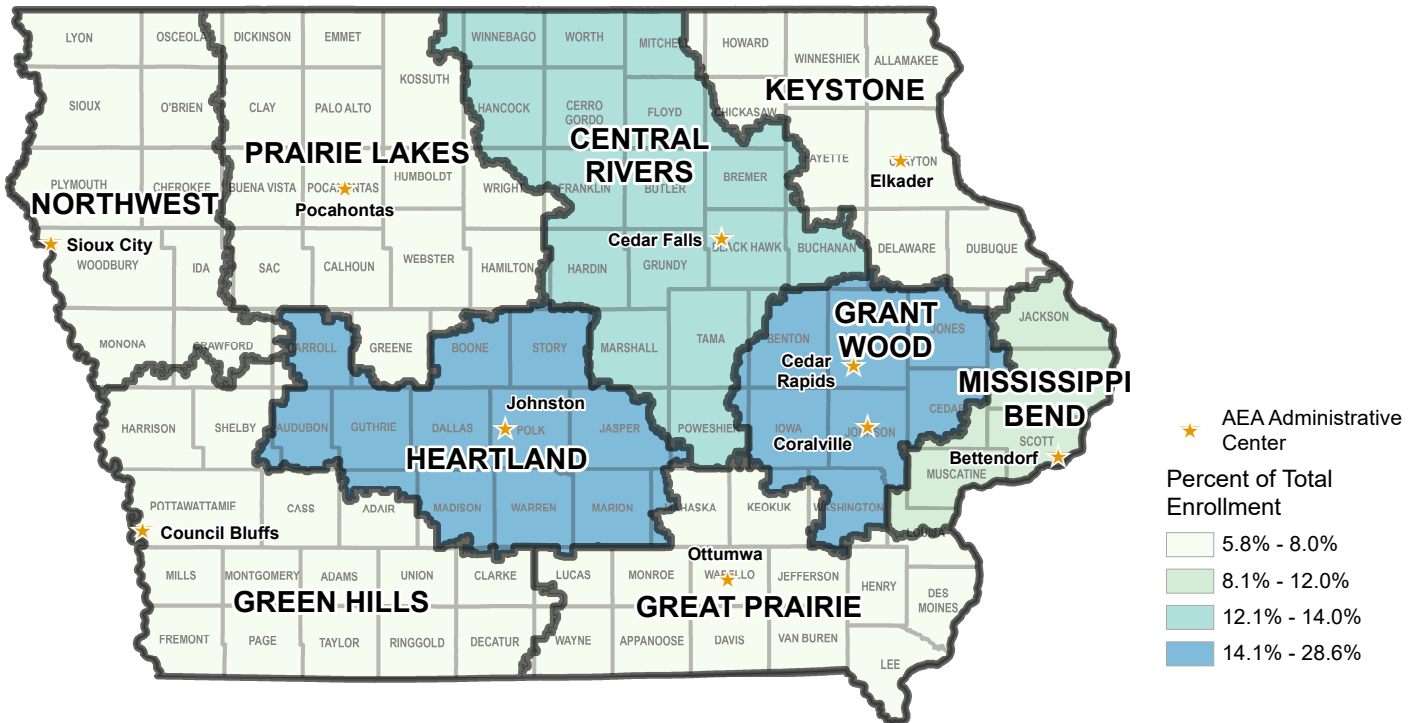 LYON
OSCEOLA
DICKINSON
EMMET
WINNEBAGO
WORTH
MITCHELL
HOWARD
WINNESHIEK
ALLAMAKEE
KOSSUTH
KEYSTONE
SIOUX
O'BRIEN
CLAY
PALO ALTO
HANCOCK
CERRO
GORDO
FLOYD
CHICKASAW
CENTRAL
RIVERS
PRAIRIE LAKES
FAYETTE
CLAYTON
Elkader
PLYMOUTH
CHEROKEE
BUENA VISTA
POCAHONTAS
HUMBOLDT
WRIGHT
FRANKLIN
BUTLER
BREMER
NORTHWEST
Pocahontas
Sioux City
WOODBURY
IDA
SAC
CALHOUN
WEBSTER
HAMILTON
HARDIN
GRUNDY
Cedar Falls
BLACK HAWK
BUCHANAN
DELAWARE
DUBUQUE
GRANT
WOOD
JONES
JACKSON
MONONA
CRAWFORD
CARROLL
GREENE
BOONE
STORY
MARSHALL
TAMA
BENTON
Cedar
Rapids
MISSISSIPPI
BEND
CEDAR
HARRISON
SHELBY
AUDUBON
GUTHRIE
DALLAS
Johnston
POLK
JASPER
POWESHIEK
IOWA
JOHNSON
Coralville
SCOTT
Bettendorf
MUSCATINE
HEARTLAND
POTTAWATTAMIE
CASS
ADAIR
MADISON
WARREN
MARION
MAHASKA
KEOKUK
WASHINGTON
LOUISA
Council Bluffs
Ottumwa
MILLS
MONTGOMERY
ADAMS
UNION
CLARKE
LUCAS
MONROE
WAPELLO
JEFFERSON
HENRY
DES
MOINES
GREEN HILLS
GREAT PRAIRIE
FREMONT
PAGE
TAYLOR
RINGGOLD
DECATUR
WAYNE
APPANOOSE
DAVIS
VAN BUREN
LEE
AEA Administrative
Center
Percent of Total
Enrollment
5.8% - 8.0%
8.1% - 12.0%
12.1% - 14.0%
14.1% - 28.6%